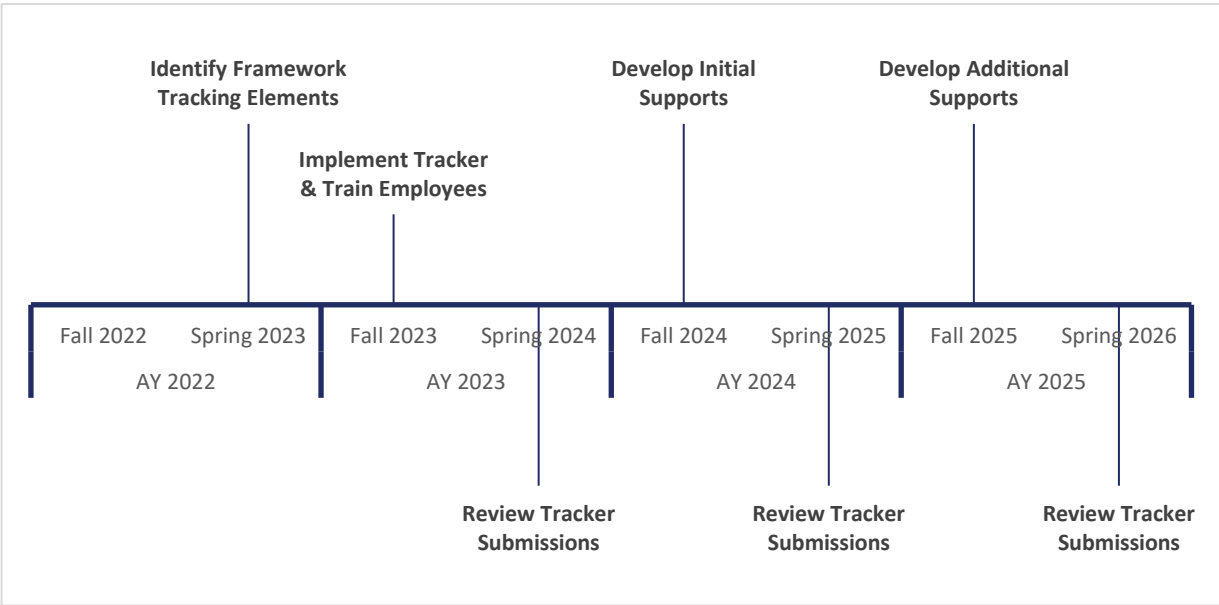 Identify Framework
Tracking Elements
Develop Initial
Supports
Develop Additional
Supports
Implement Tracker
& Train Employees
Fall 2022
Spring 2023
Fall 2023
Spring 2024
Fall 2024
Spring 2025
Fall 2025
Spring 2026
AY 2022
AY 2023
AY 2024
AY 2025
Review Tracker
Submissions
Review Tracker
Submissions
Review Tracker
Submissions